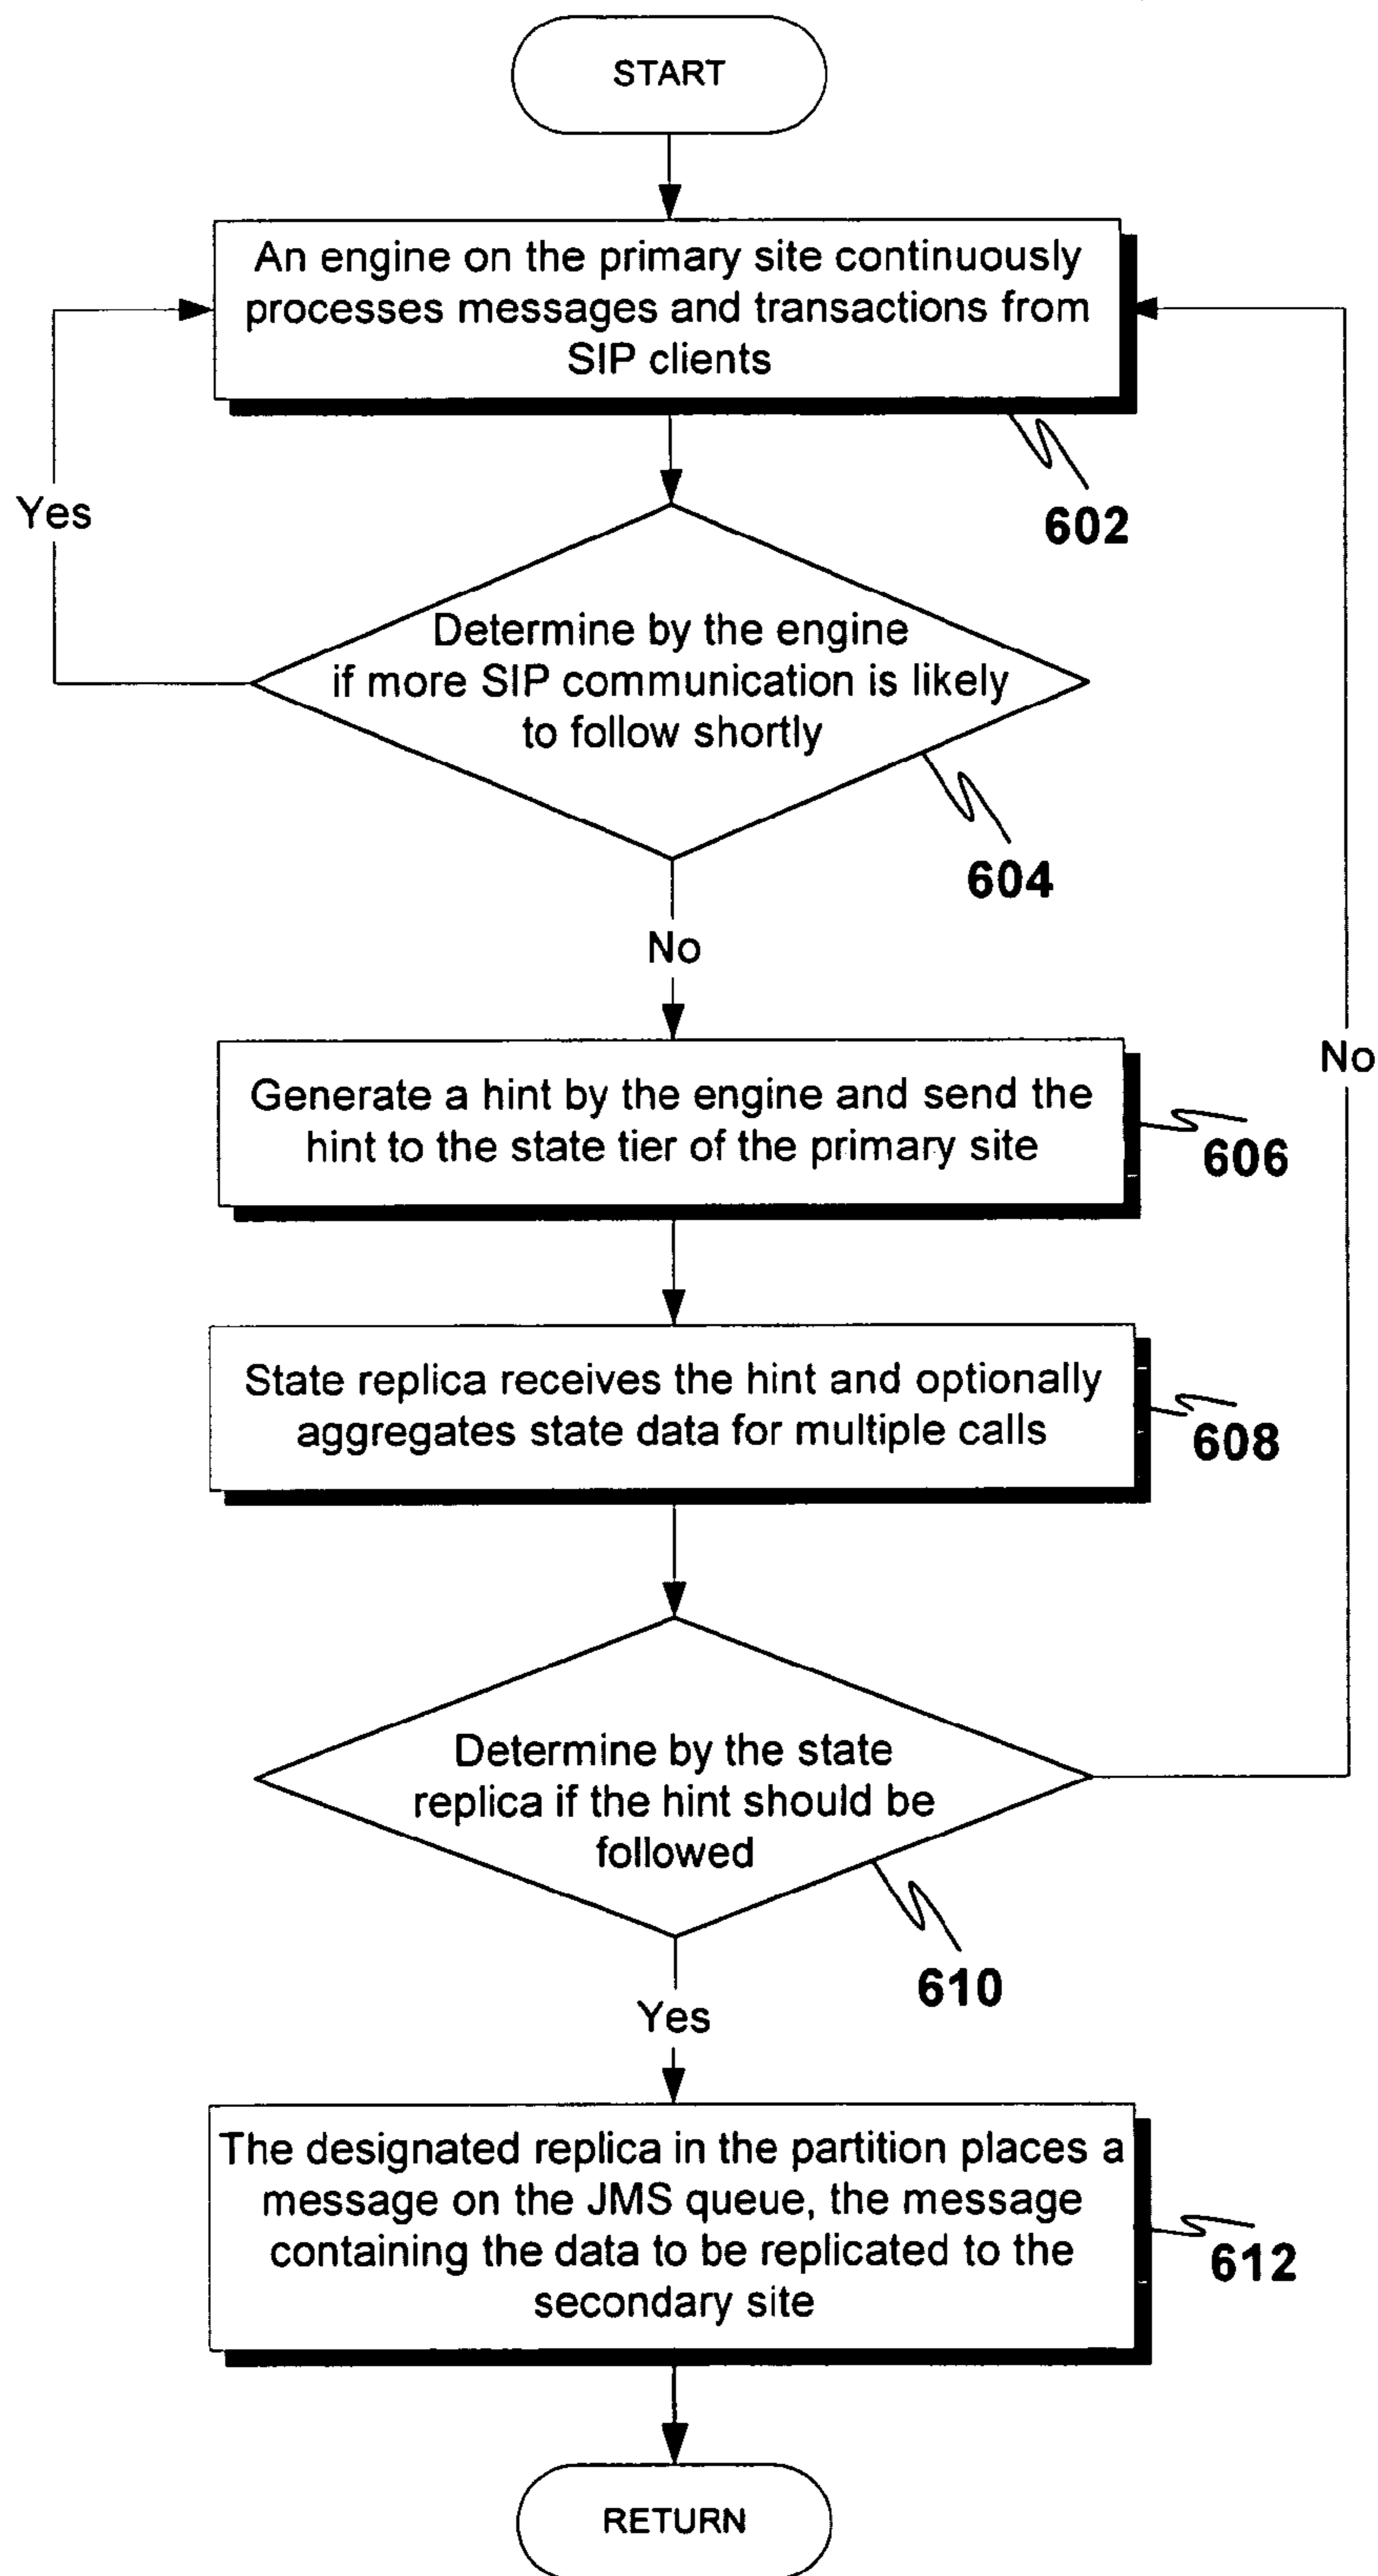 START
An engine on the primary site continuously
processes messages and transactions from
SIP clients
602
Yes
Determine by the engine
if more SIP communication is likely
to follow shortly
604
No
Generate a hint by the engine and send the
hint to the state tier of the primary site
606
No
State replica receives the hint and optionally
aggregates state data for multiple calls
608
Determine by the state
replica if the hint should be
followed
610
Yes
The designated replica in the partition places a
message on the JMS queue, the message
containing the data to be replicated to the
secondary site
612
RETURN